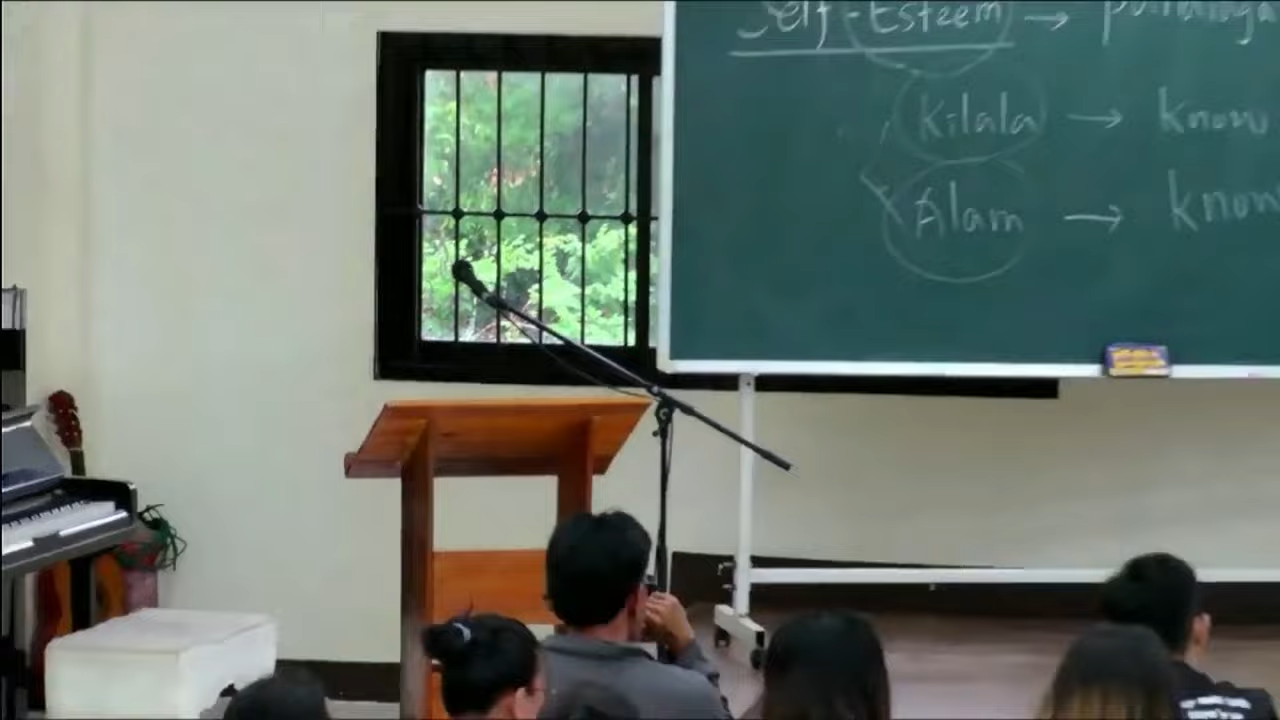 Self-Esteem →
Kilala → know
Alam → know